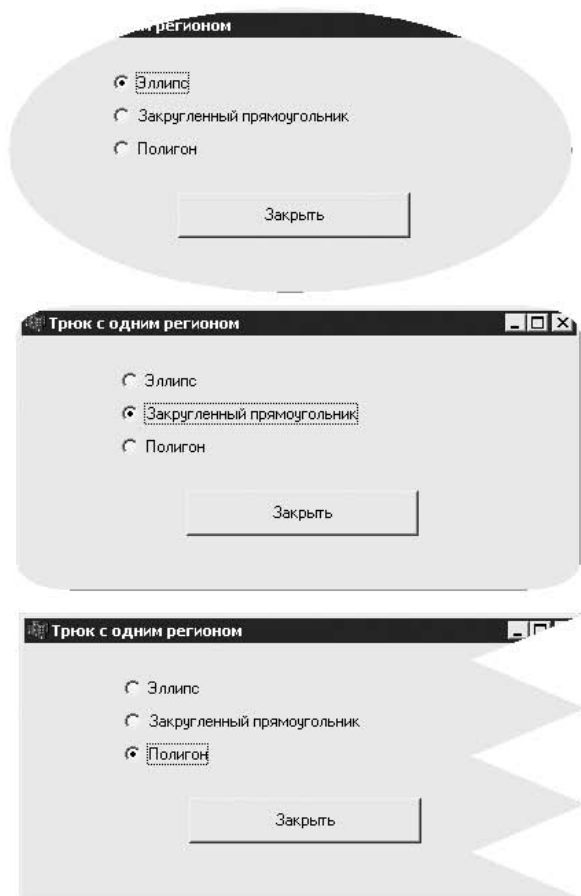 регионом
Эллипс
Закругленный прямоугольник
Полигон
Закрыть
Трюк с одним регионом
Эллипс
Закругленный прямоугольник
Полигон
Закрыть
Трюк с одним регионом
Эллипс
Закругленный прямоугольник
Полигон
Закрыть